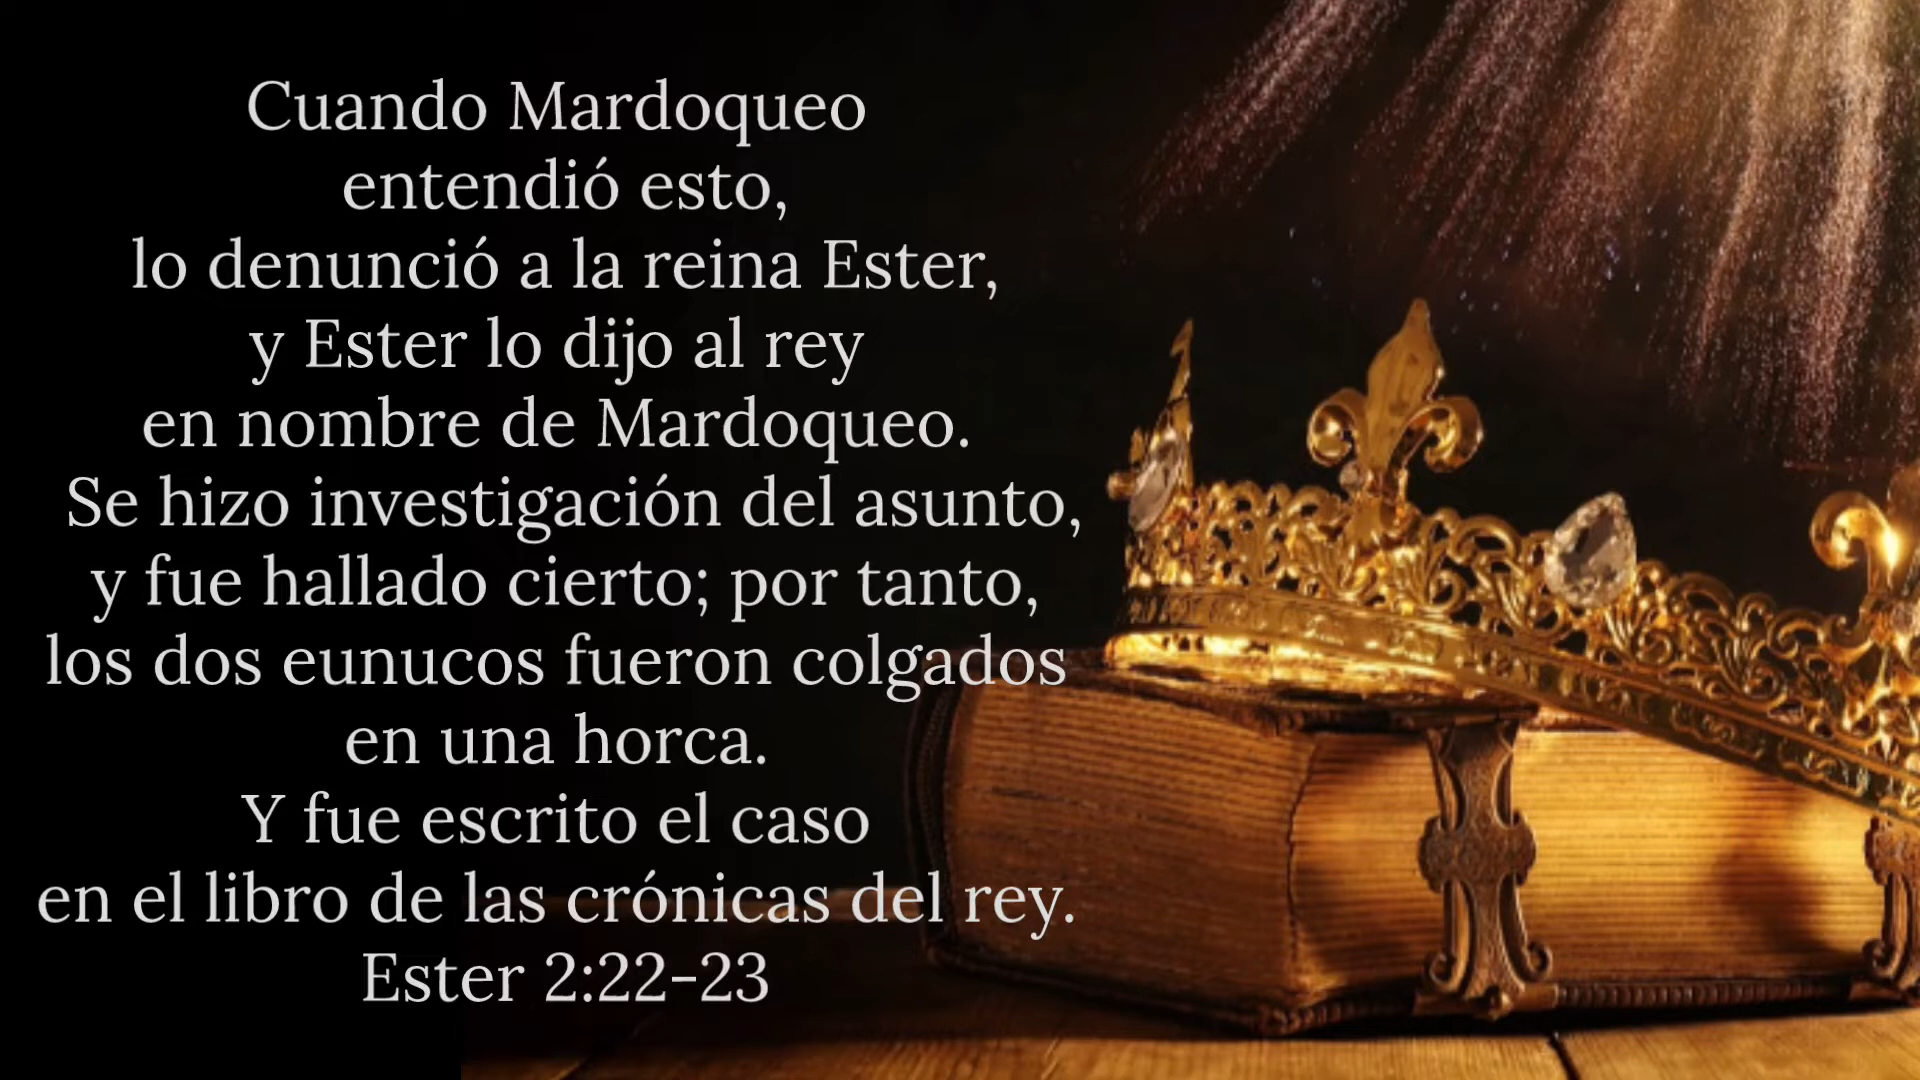 Cuando Mardoqueo
entendió esto,
lo denunció a la reina Ester,
y Ester lo dijo al rey
en nombre de Mardoqueo.
Se hizo investigación del asunto,
y fue hallado cierto; por tanto,
los dos eunucos fueron colgados
en una horca.
Y fue escrito el caso
en el libro de las crónicas del rey.
Ester 2:22-23